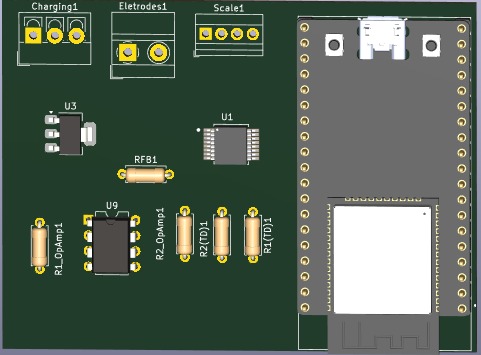 Charging1
Eletrodes1
Scale1
U3
U1
RFB1
U9
R1_OpAmp1
R2_OpAmp1
R2(TD)1
R1(TD)1